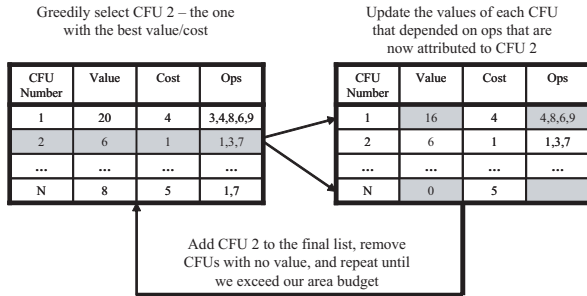 Greedily select CFU 2 – the one
with the best value/cost
CFU Number Value Cost Ops
1 20 4 3,4,8,6,9
2 6 1 1,3,7
... ... ... ...
N 8 5 1,7
Update the values of each CFU
that depended on ops that are
now attributed to CFU 2
CFU Number Value Cost Ops
1 16 4 4,8,6,9
2 6 1 1,3,7
... ... ... ...
N 0 5
Add CFU 2 to the final list, remove
CFUs with no value, and repeat until
we exceed our area budget